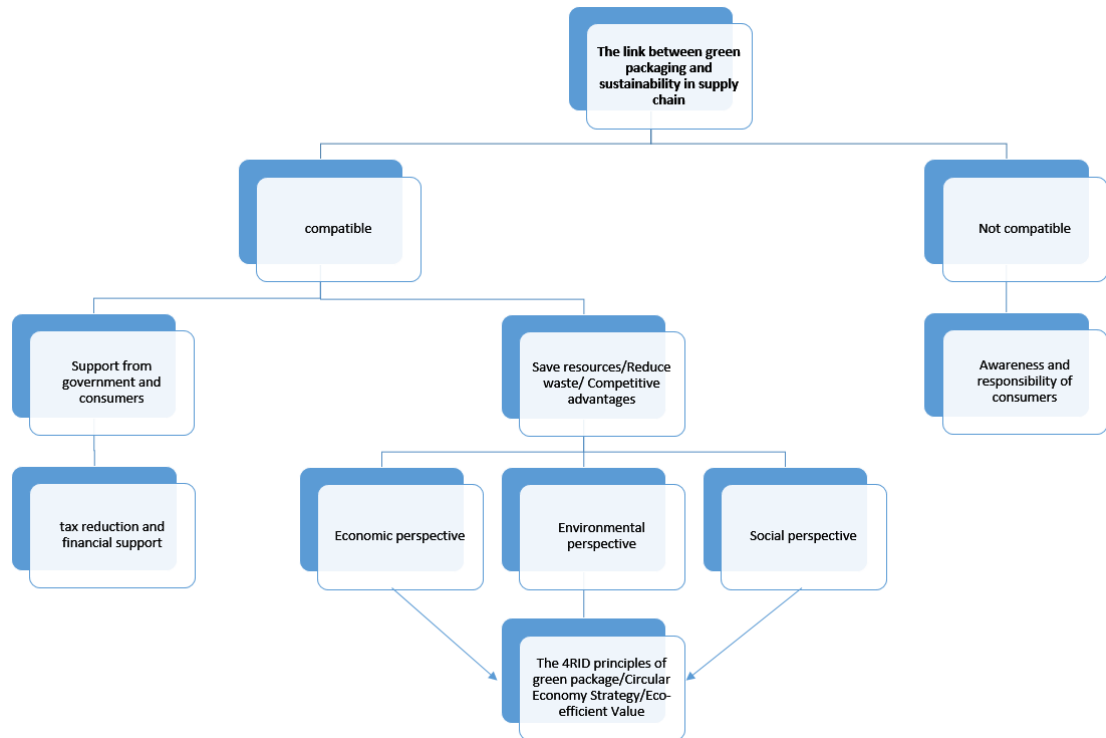 The link between green
packaging and
sustainability in supply
chain
compatible
Not compatible
Support from
government and
consumers
Save resources/Reduce
waste/ Competitive
advantages
Awareness and
responsibility of
consumers
tax reduction and
financial support
Economic perspective
Environmental
perspective
Social perspective
The 4RID principles of
green package/Circular
Economy Strategy/Eco-
efficient Value